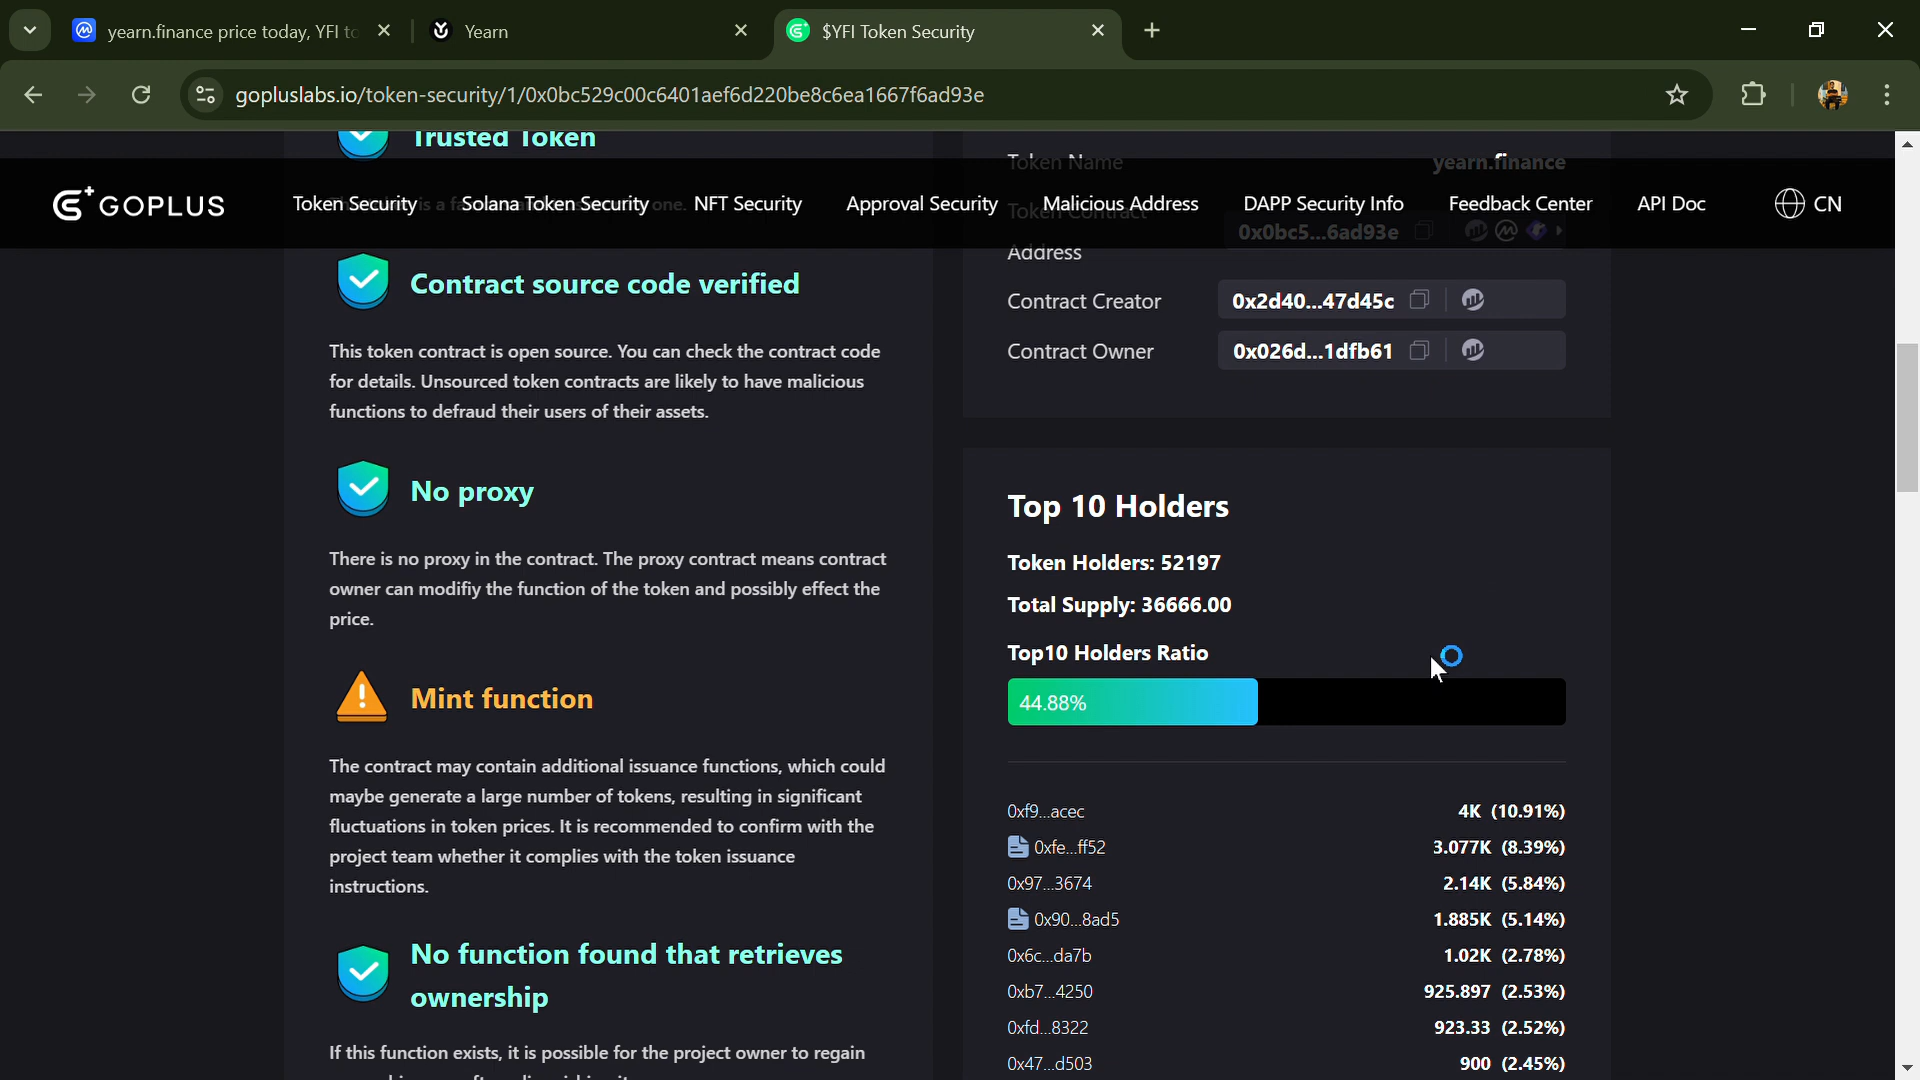 yearn.finance price today, YFI to
Yearn
$YFI Token Security
gopluslabs.io/token-security/1/0x0bc529c00c6401aef6d220be8c6ea1667f6ad93e
Trusted Token
Token Name
yearn.finance
GOPLUS
Token Security
Solana Token Security
NFT Security
Approval Security
Malicious Address
DAPP Security Info
Feedback Center
API Doc
CN
Token Contract
Address
0x0bc5...6ad93e
Contract source code verified
This token contract is open source. You can check the contract code
for details. Unsourced token contracts are likely to have malicious
functions to defraud their users of their assets.
No proxy
There is no proxy in the contract. The proxy contract means contract
owner can modifiy the function of the token and possibly effect the
price.
Mint function
The contract may contain additional issuance functions, which could
maybe generate a large number of tokens, resulting in significant
fluctuations in token prices. It is recommended to confirm with the
project team whether it complies with the token issuance
instructions.
No function found that retrieves
ownership
If this function exists, it is possible for the project owner to regain
Contract Creator
0x2d40...47d45c
Contract Owner
0x026d...1dfb61
Top 10 Holders
Token Holders: 52197
Total Supply: 36666.00
Top10 Holders Ratio
44.88%
0xf9...acec 4K (10.91%)
0xfe...ff52 3.077K (8.39%)
0x97...3674 2.14K (5.84%)
0x90...8ad5 1.885K (5.14%)
0x6c...da7b 1.02K (2.78%)
0xb7...4250 925.897 (2.53%)
0xfd...8322 923.33 (2.52%)
0x47...d503 900 (2.45%)